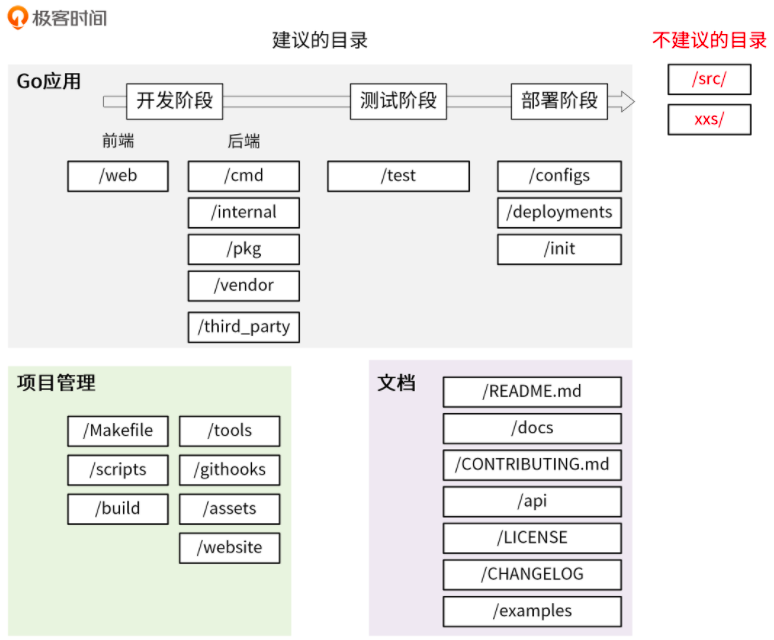 极客时间
建议的目录
不建议的目录
Go应用
开发阶段
测试阶段
部署阶段
/src/
xxs/
前端
后端
/web
/cmd
/test
/configs
/internal
/deployments
/pkg
/init
/vendor
/third_party
项目管理
/Makefile
/tools
/scripts
/githooks
/build
/assets
/website
文档
/README.md
/docs
/CONTRIBUTING.md
/api
/LICENSE
/CHANGELOG
/examples